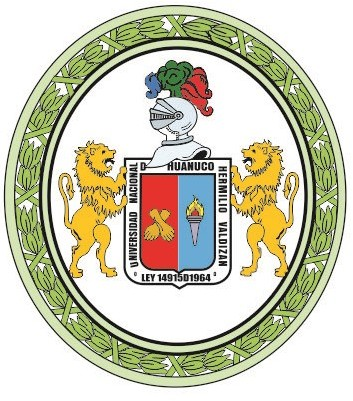 UNIVERSIDAD NACIONAL
D HUANUCO
HERMILIO VALDIZAN
LEY 14915D1964